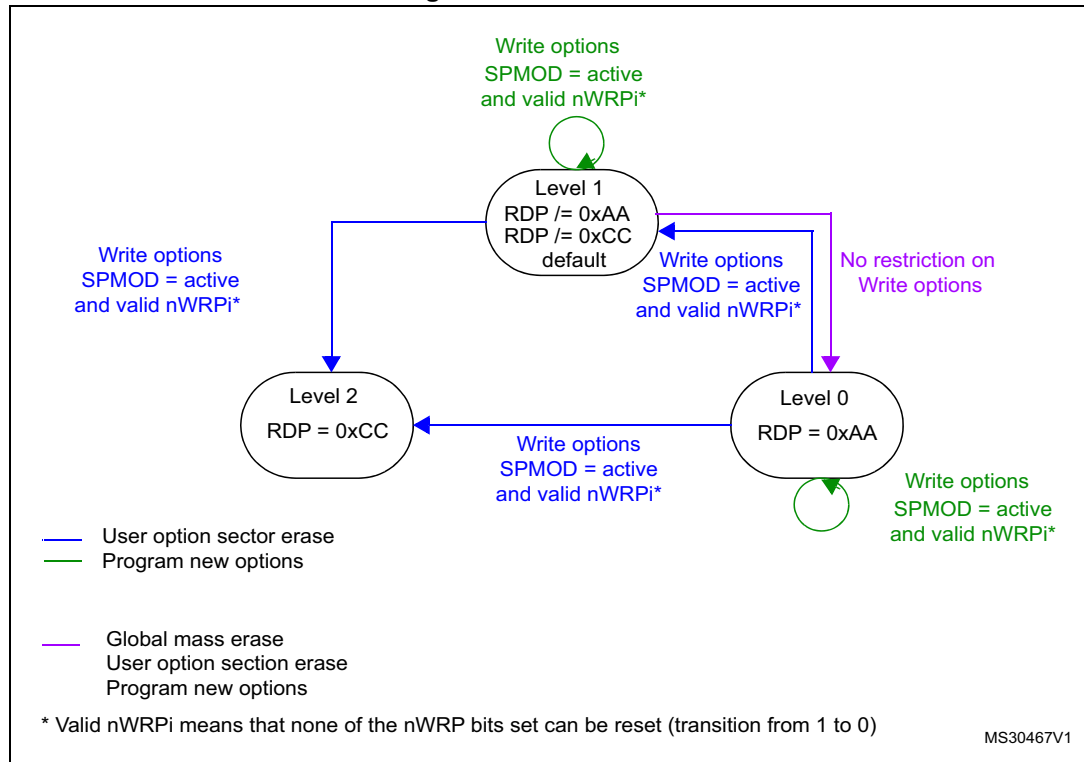 Write options
SPMOD = active
and valid nWRPi*
Level 1
RDP /= 0xAA
RDP /= 0xCC
default
Write options
SPMOD = active
and valid nWRPi*
Write options
SPMOD = active
and valid nWRPi*
No restriction on
Write options
Level 2
RDP = 0xCC
Level 0
RDP = 0xAA
Write options
SPMOD = active
and valid nWRPi*
Write options
SPMOD = active
and valid nWRPi*
User option sector erase
Program new options
Global mass erase
User option section erase
Program new options
* Valid nWRPi means that none of the nWRP bits set can be reset (transition from 1 to 0)
MS30467V1